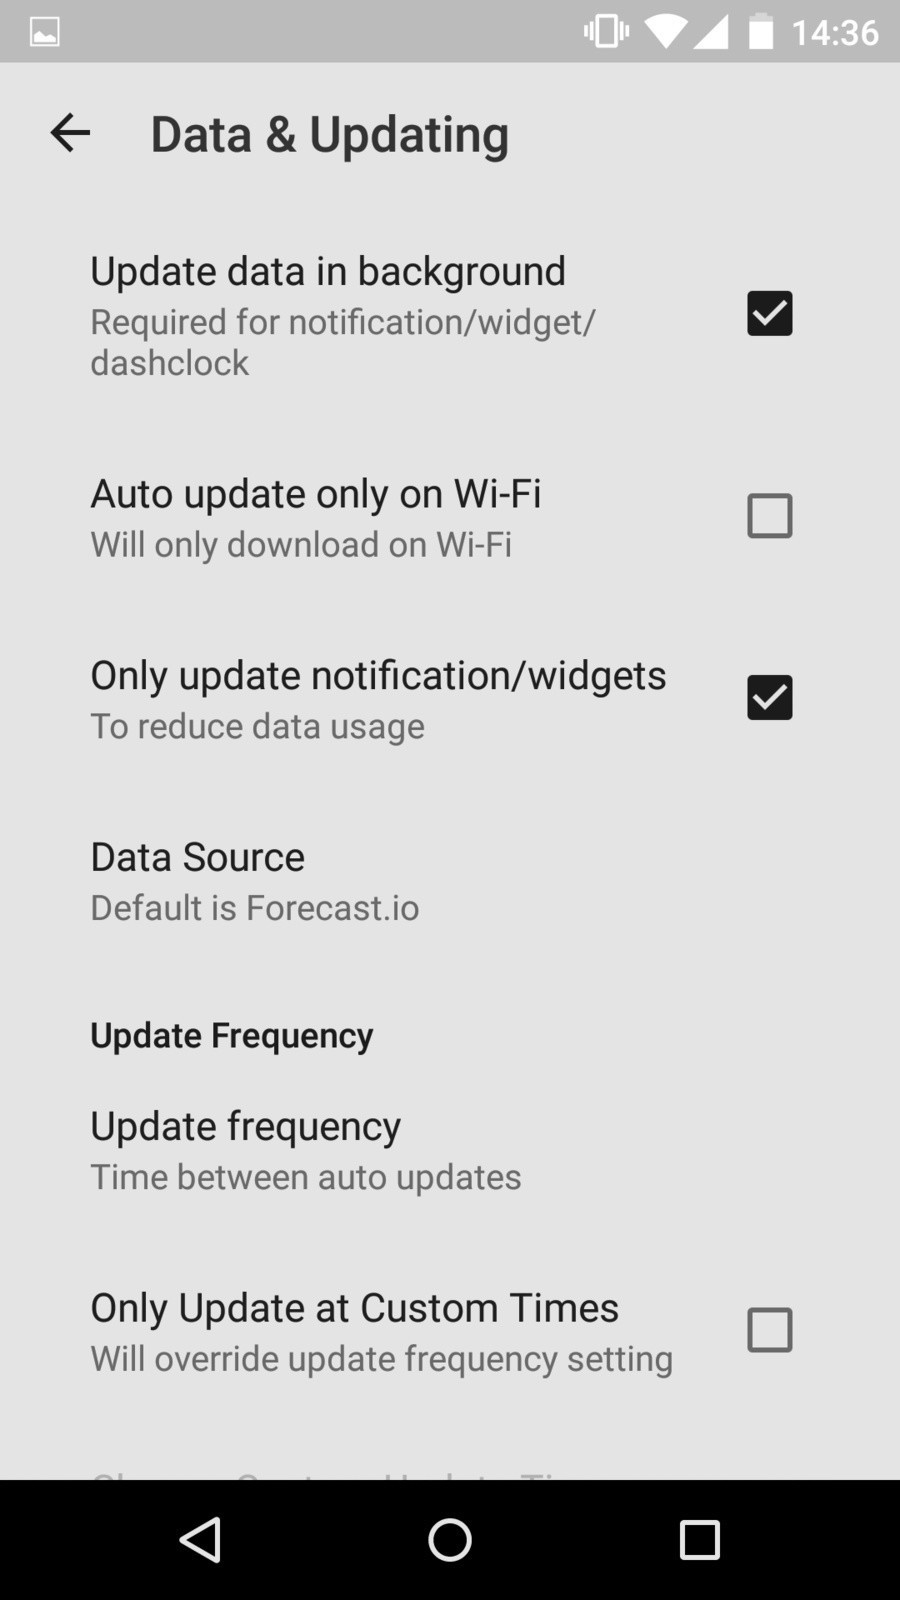 14:36
Data & Updating
Update data in background
Required for notification/widget/
dashclock
Auto update only on Wi-Fi
Will only download on Wi-Fi
Only update notification/widgets
To reduce data usage
Data Source
Default is Forecast.io
Update Frequency
Update frequency
Time between auto updates
Only Update at Custom Times
Will override update frequency setting